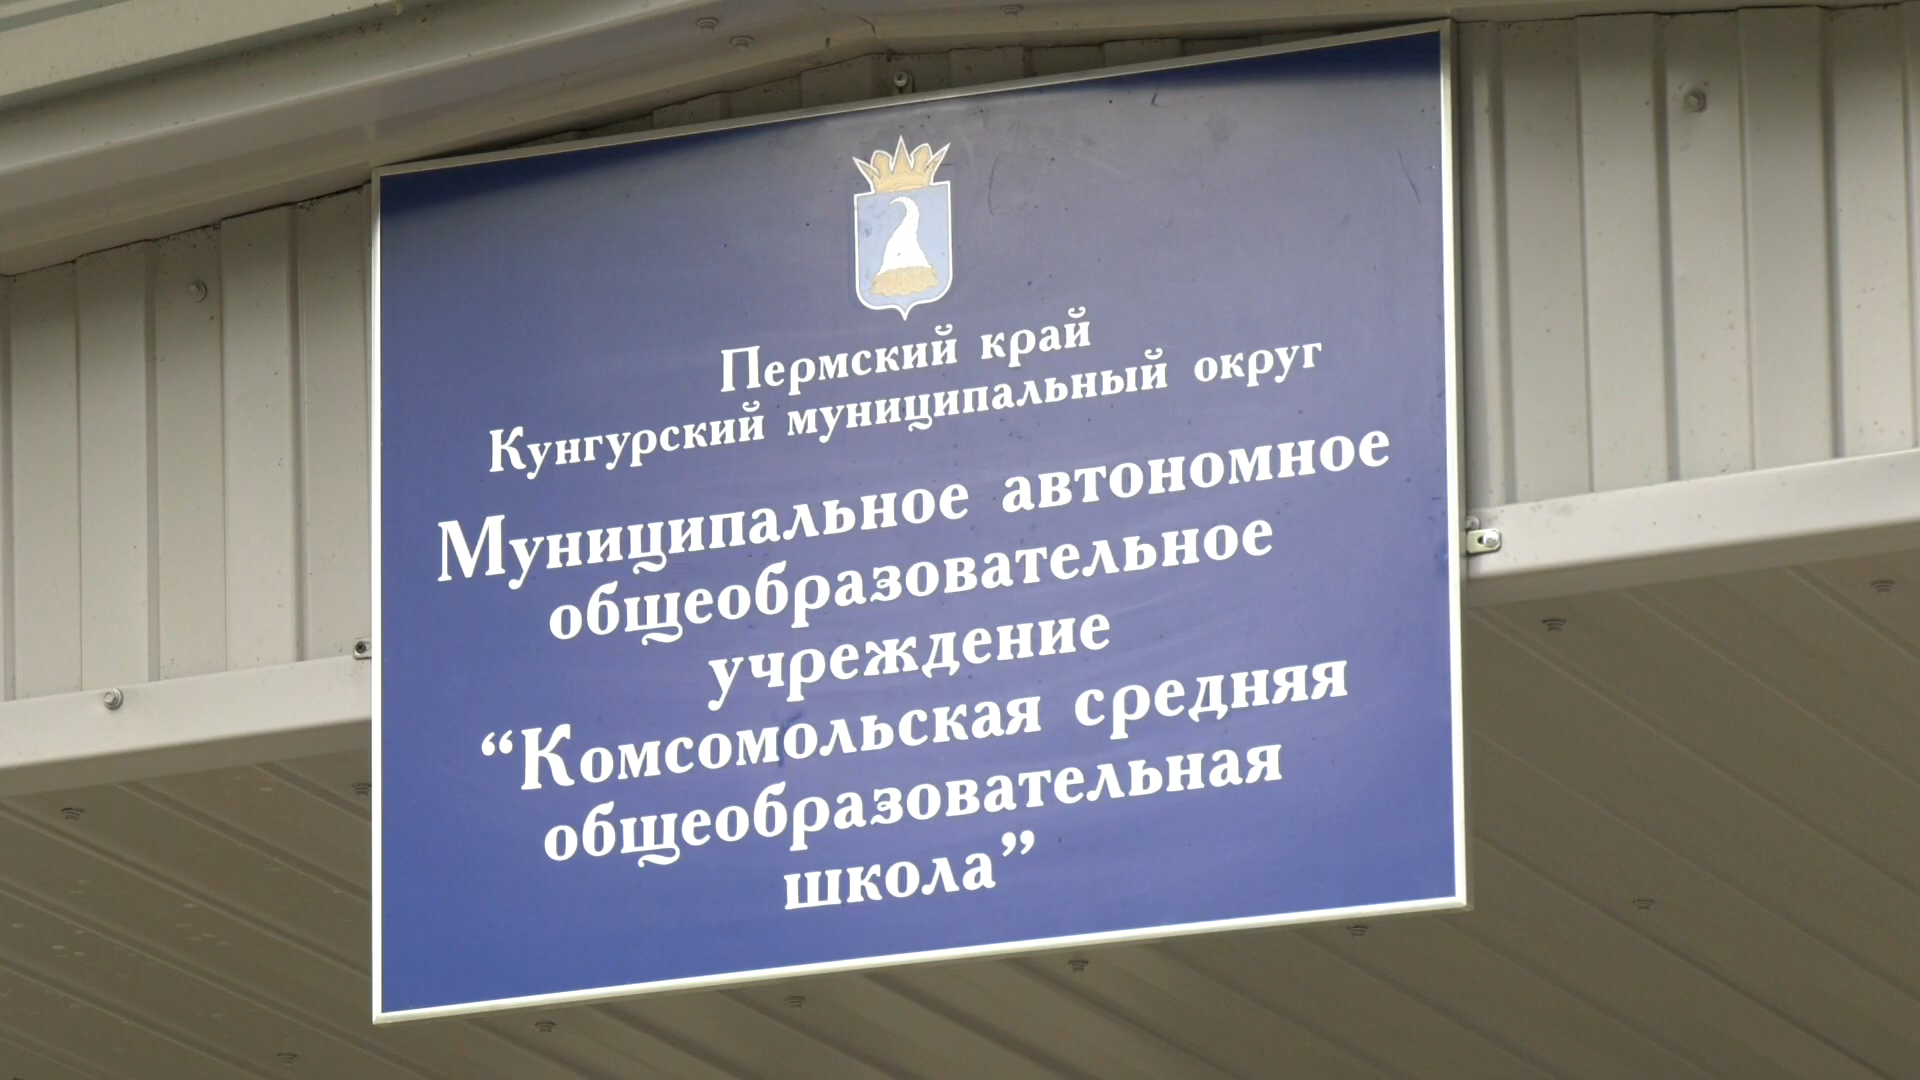 Пермский край
Кунгурский муниципальный округ
Муниципальное автономное
общеобразовательное
учреждение
“Комсомольская средняя
общеобразовательная
школа”